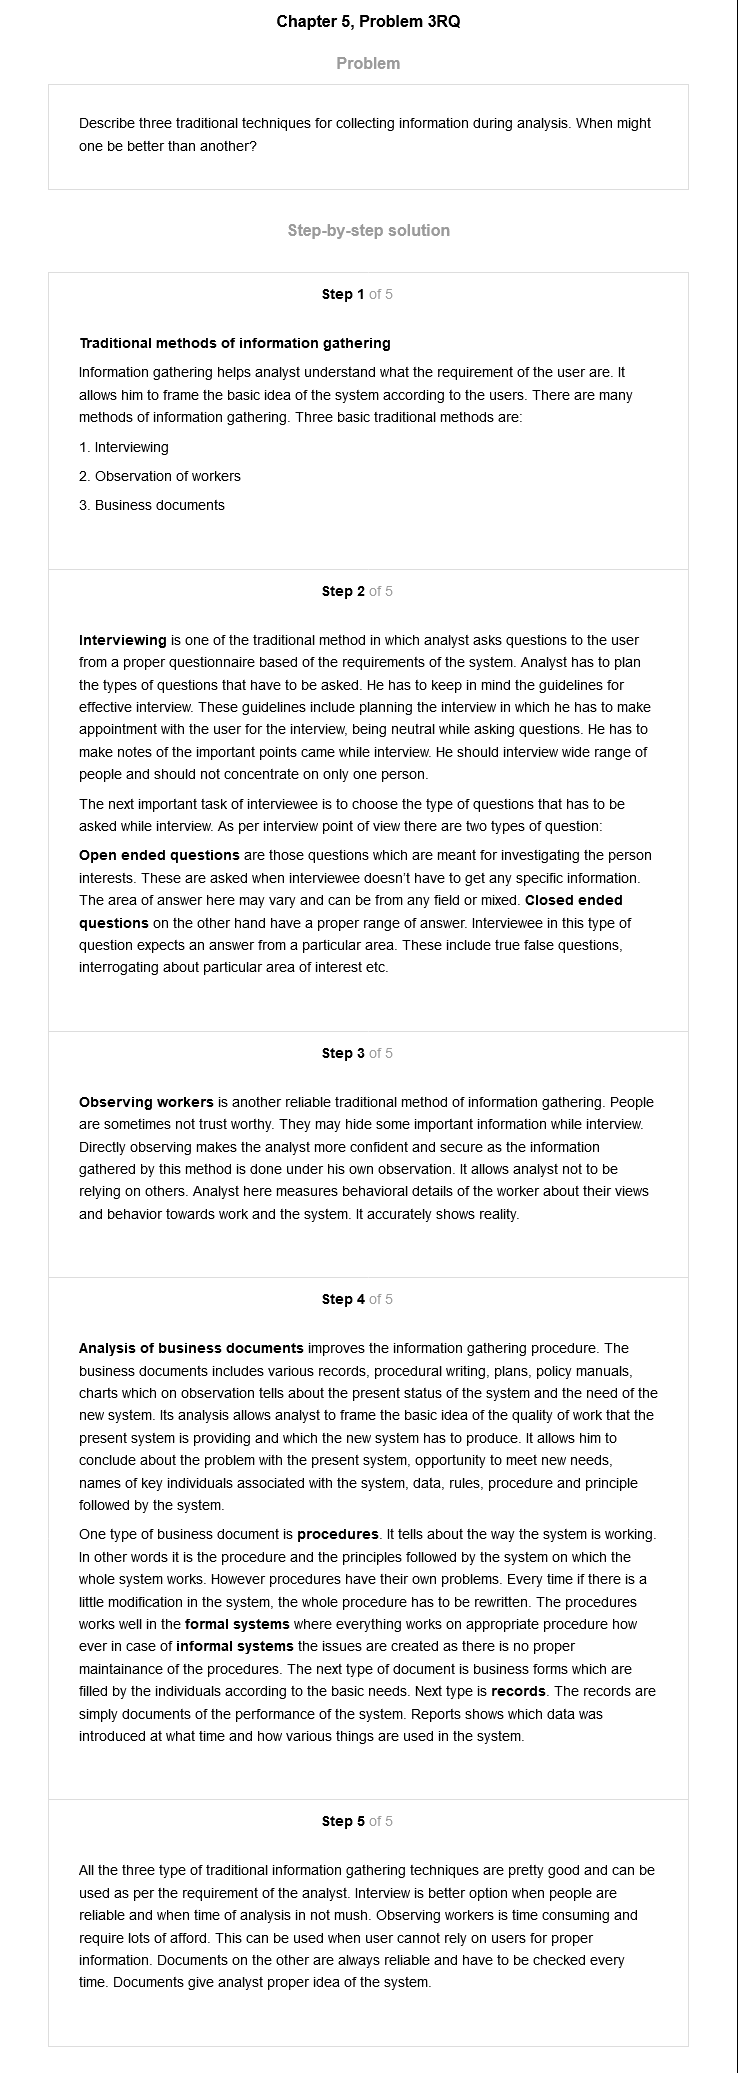 Chapter 5, Problem 3RQ
Problem
Describe three traditional techniques for collecting information during analysis. When might
one be better than another?
Step-by-step solution
Step 1 of 5
Traditional methods of information gathering
Information gathering helps analyst understand what the requirement of the user are. It
allows him to frame the basic idea of the system according to the users. There are many
methods of information gathering. Three basic traditional methods are:
1. Interviewing
2. Observation of workers
3. Business documents
Step 2 of 5
Interviewing is one of the traditional method in which analyst asks questions to the user
from a proper questionnaire based of the requirements of the system. Analyst has to plan
the types of questions that have to be asked. He has to keep in mind the guidelines for
effective interview. These guidelines include planning the interview in which he has to make
appointment with the user for the interview, being neutral while asking questions. He has to
make notes of the important points came while interview. He should interview wide range of
people and should not concentrate on only one person.
The next important task of interviewee is to choose the type of questions that has to be
asked while interview. As per interview point of view there are two types of question:
Open ended questions are those questions which are meant for investigating the person
interests. These are asked when interviewee doesn't have to get any specific information.
The area of answer here may vary and can be from any field or mixed. Closed ended
questions on the other hand have a proper range of answer. Interviewee in this type of
question expects an answer from a particular area. These include true false questions,
interrogating about particular area of interest etc.
Step 3 of 5
Observing workers is another reliable traditional method of information gathering. People
are sometimes not trust worthy. They may hide some important information while interview.
Directly observing makes the analyst more confident and secure as the information
gathered by this method is done under his own observation. It allows analyst not to be
relying on others. Analyst here measures behavioral details of the worker about their views
and behavior towards work and the system. It accurately shows reality.
Step 4 of 5
Analysis of business documents improves the information gathering procedure. The
business documents includes various records, procedural writing, plans, policy manuals,
charts which on observation tells about the present status of the system and the need of the
new system. Its analysis allows analyst to frame the basic idea of the quality of work that the
present system is providing and which the new system has to produce. It allows him to
conclude about the problem with the present system, opportunity to meet new needs,
names of key individuals associated with the system, data, rules, procedure and principle
followed by the system.
One type of business document is procedures. It tells about the way the system is working.
In other words it is the procedure and the principles followed by the system on which the
whole system works. However procedures have their own problems. Every time if there is a
little modification in the system, the whole procedure has to be rewritten. The procedures
works well in the formal systems where everything works on appropriate procedure how
ever in case of informal systems the issues are created as there is no proper
maintainance of the procedures. The next type of document is business forms which are
filled by the individuals according to the basic needs. Next type is records. The records are
simply documents of the performance of the system. Reports shows which data was
introduced at what time and how various things are used in the system.
Step 5 of 5
All the three type of traditional information gathering techniques are pretty good and can be
used as per the requirement of the analyst. Interview is better option when people are
reliable and when time of analysis in not mush. Observing workers is time consuming and
require lots of afford. This can be used when user cannot rely on users for proper
information. Documents on the other are always reliable and have to be checked every
time. Documents give analyst proper idea of the system.